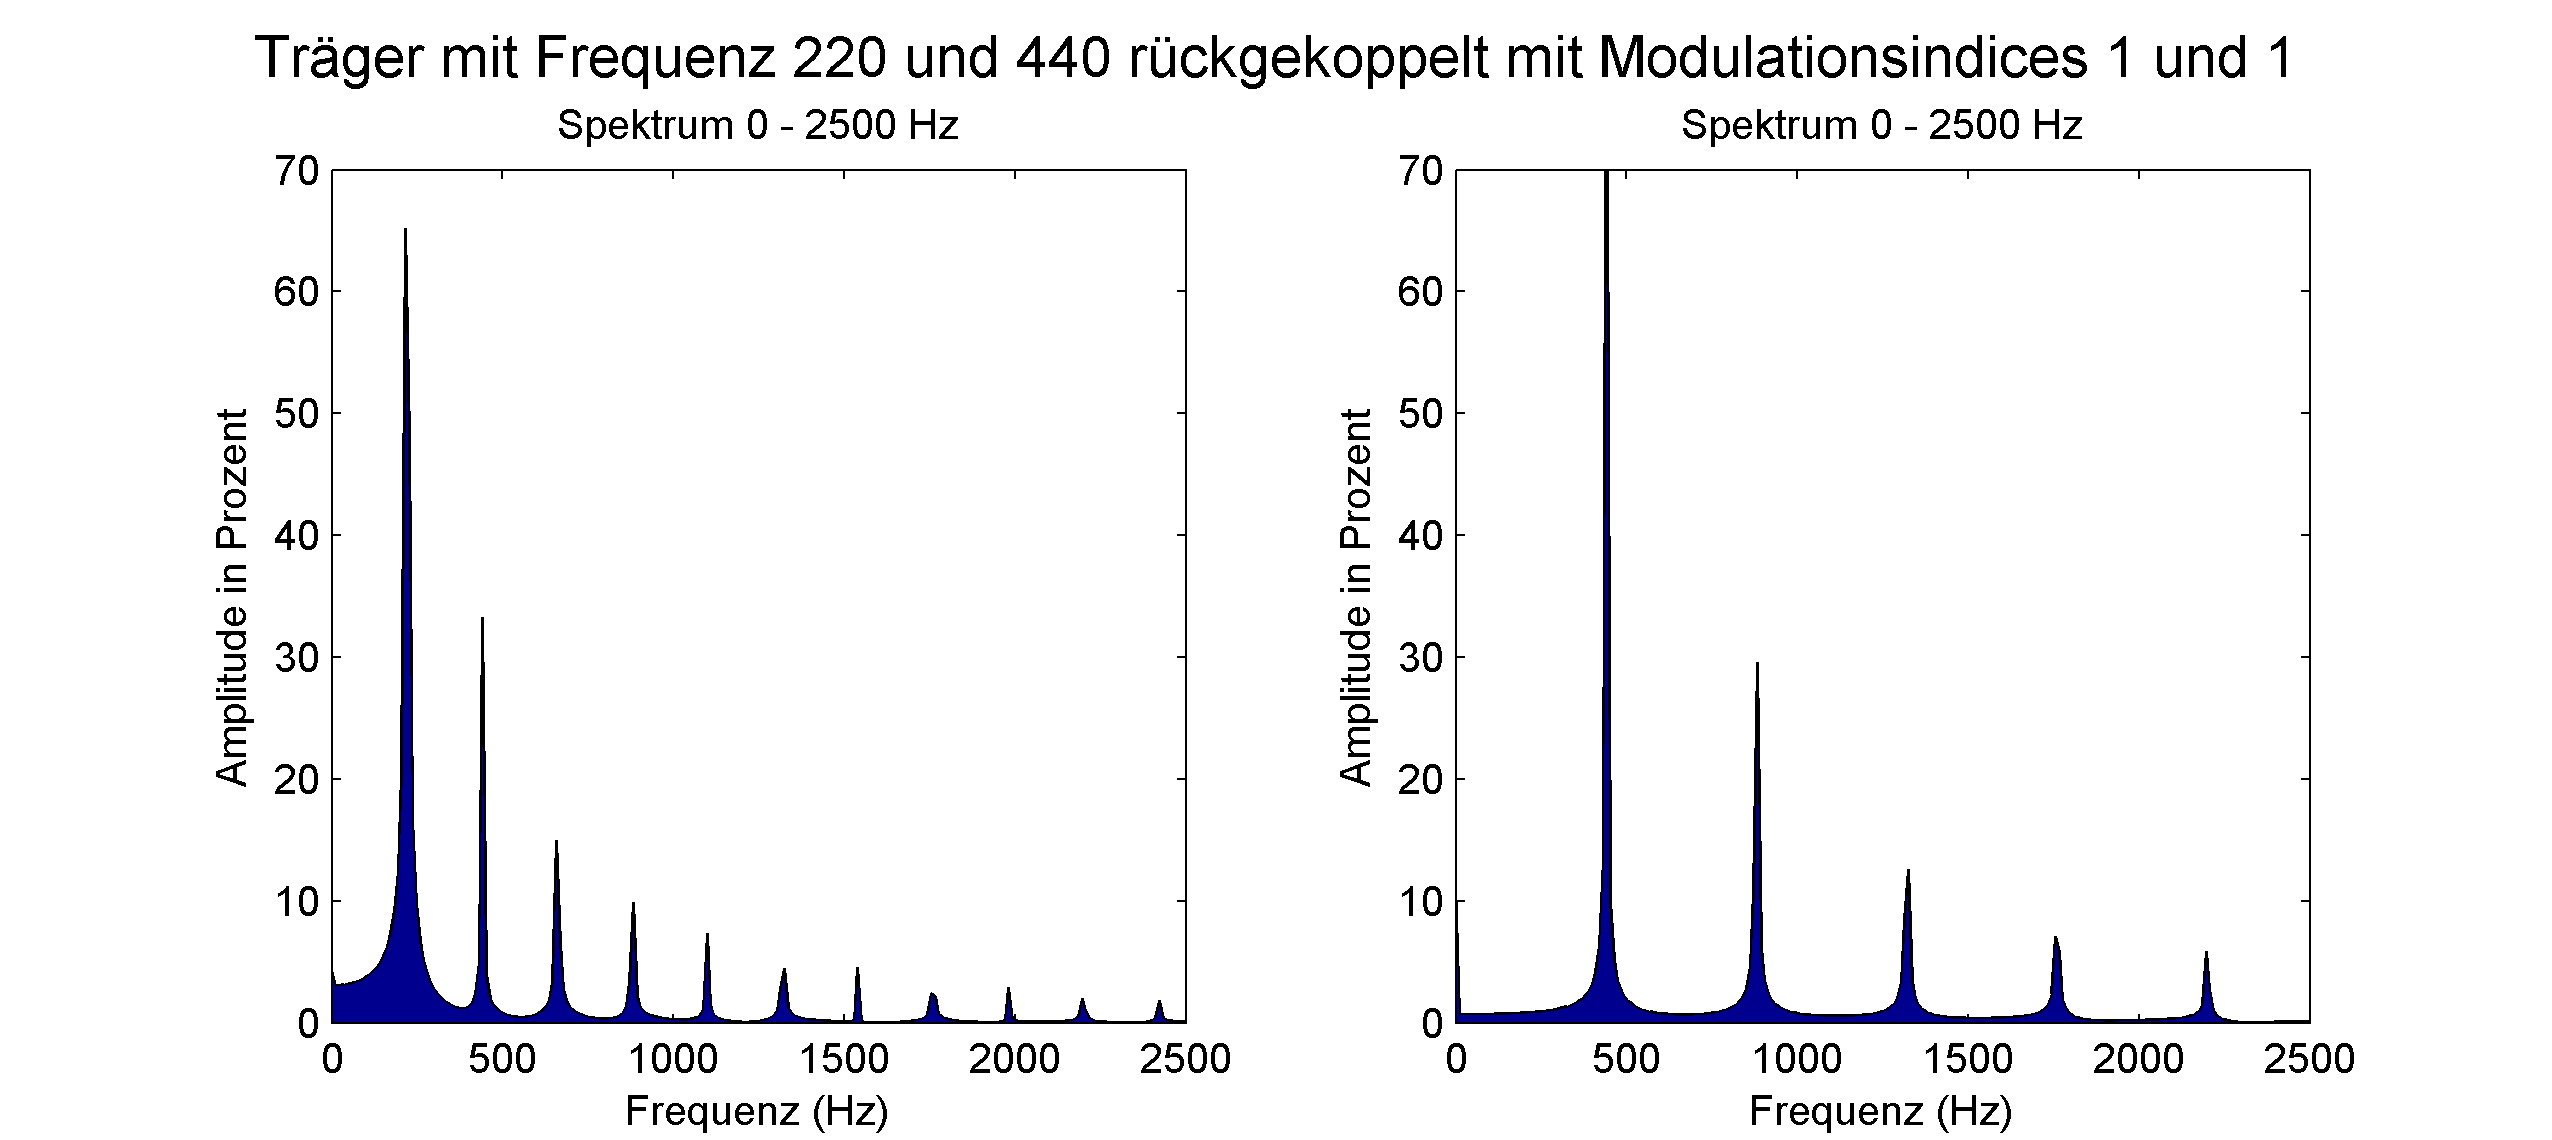 Träger mit Frequenz 220 und 440 rückgekoppelt mit Modulationsindices 1 und 1
Spektrum 0 - 2500 Hz
70
60
50
40
30
20
10
0
Amplitude in Prozent
0 500 1000 1500 2000 2500
Frequenz (Hz)
Spektrum 0 - 2500 Hz
70
60
50
40
30
20
10
0
Amplitude in Prozent
0 500 1000 1500 2000 2500
Frequenz (Hz)